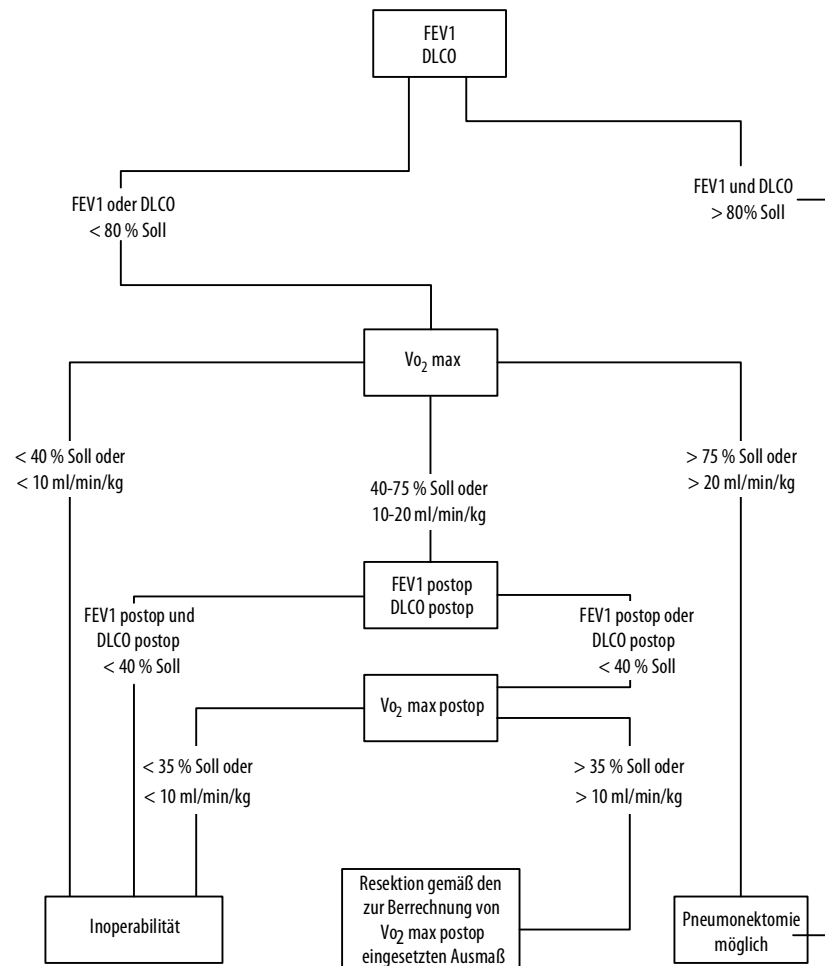 FEV1
DLCO
FEV1 oder DLCO
< 80 % Soll
FEV1 und DLCO
> 80% Soll
Vo₂ max
< 40 % Soll oder
< 10 ml/min/kg
40-75 % Soll oder
10-20 ml/min/kg
> 75 % Soll oder
> 20 ml/min/kg
FEV1 postop
DLCO postop
FEV1 postop und
DLCO postop
< 40 % Soll
FEV1 postop oder
DLCO postop
< 40 % Soll
Vo₂ max postop
< 35 % Soll oder
< 10 ml/min/kg
> 35 % Soll oder
> 10 ml/min/kg
Inoperabilität
Resektion gemäß den
zur Berrechnung von
Vo₂ max postop
eingesetzten Ausmaß
Pneumonektomie
möglich